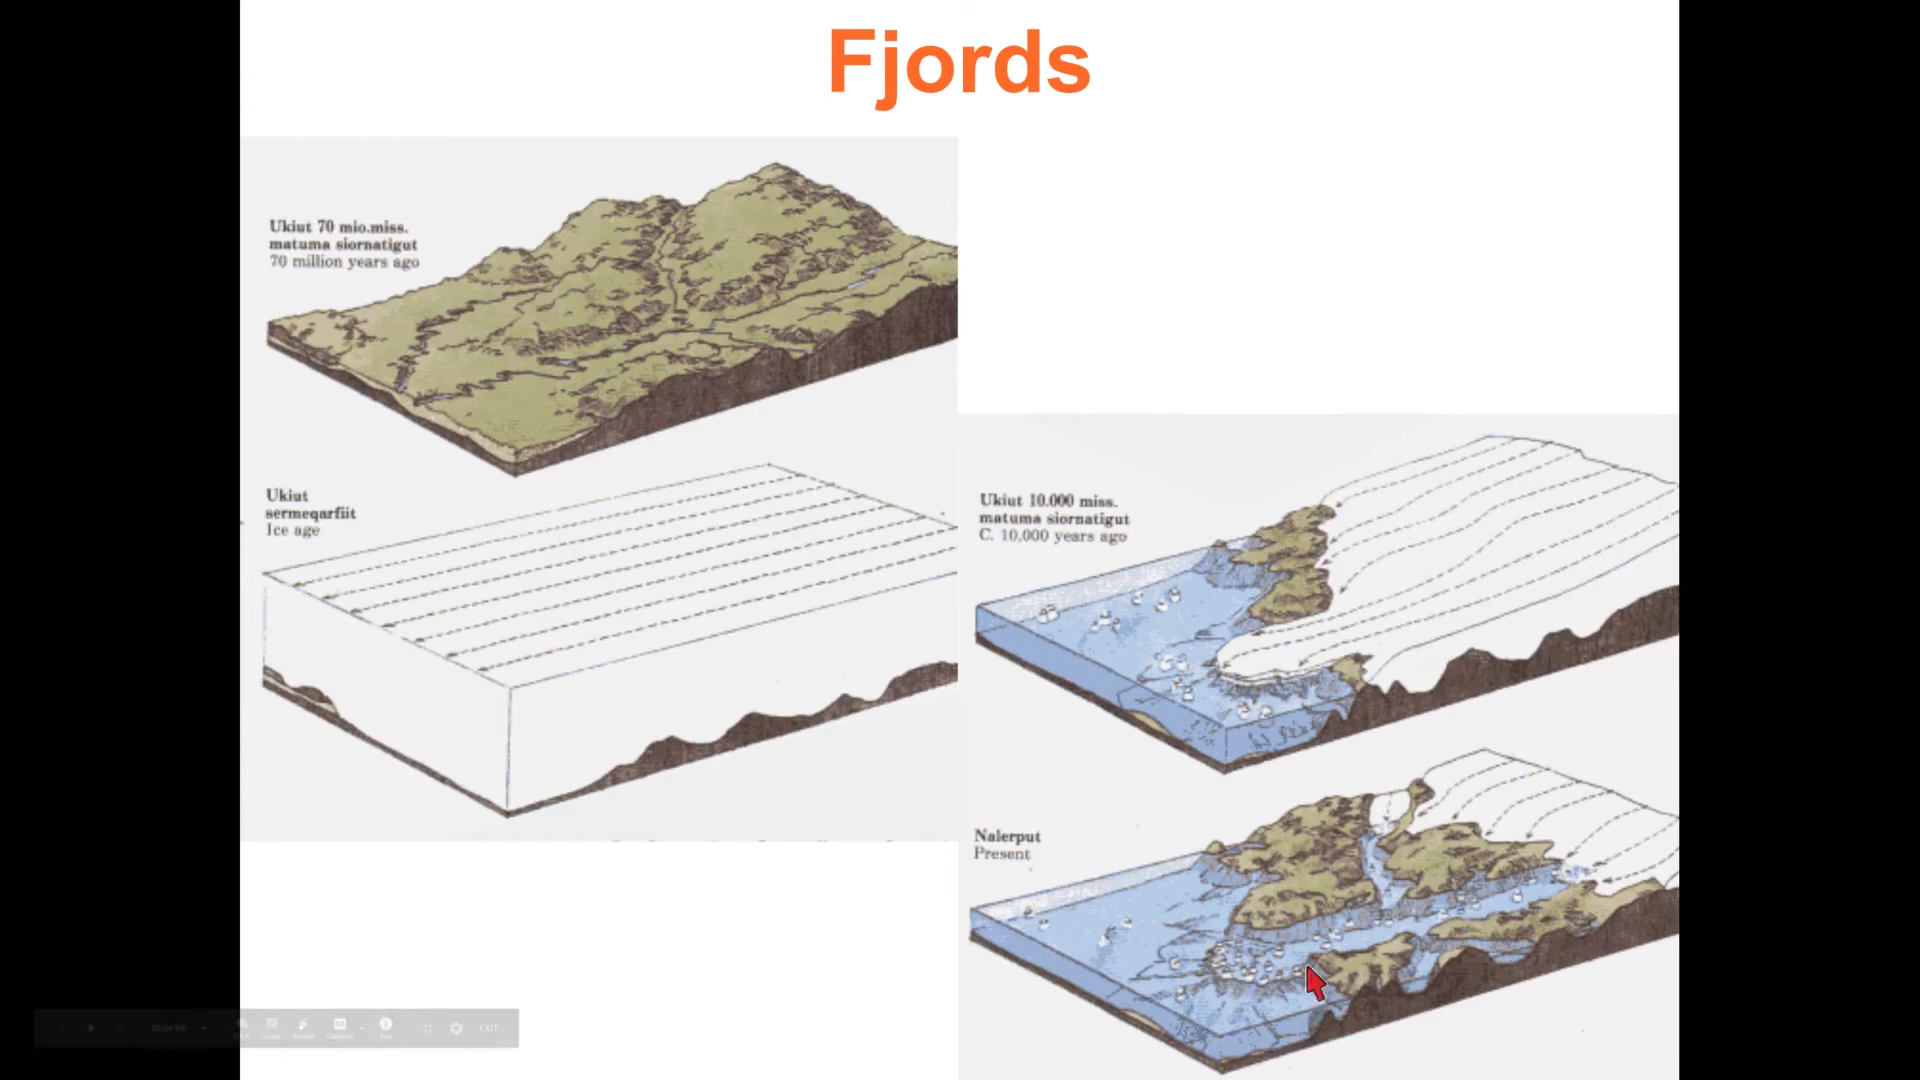 Fjords
Ukiut 70 mio.miss.
matuma siornatigut
70 million years ago
Ukiut
sermeqarfiit
Ice age
Ukiut 10.000 miss.
matuma siornatigut
C. 10,000 years ago
Nalerput
Present
EXIT